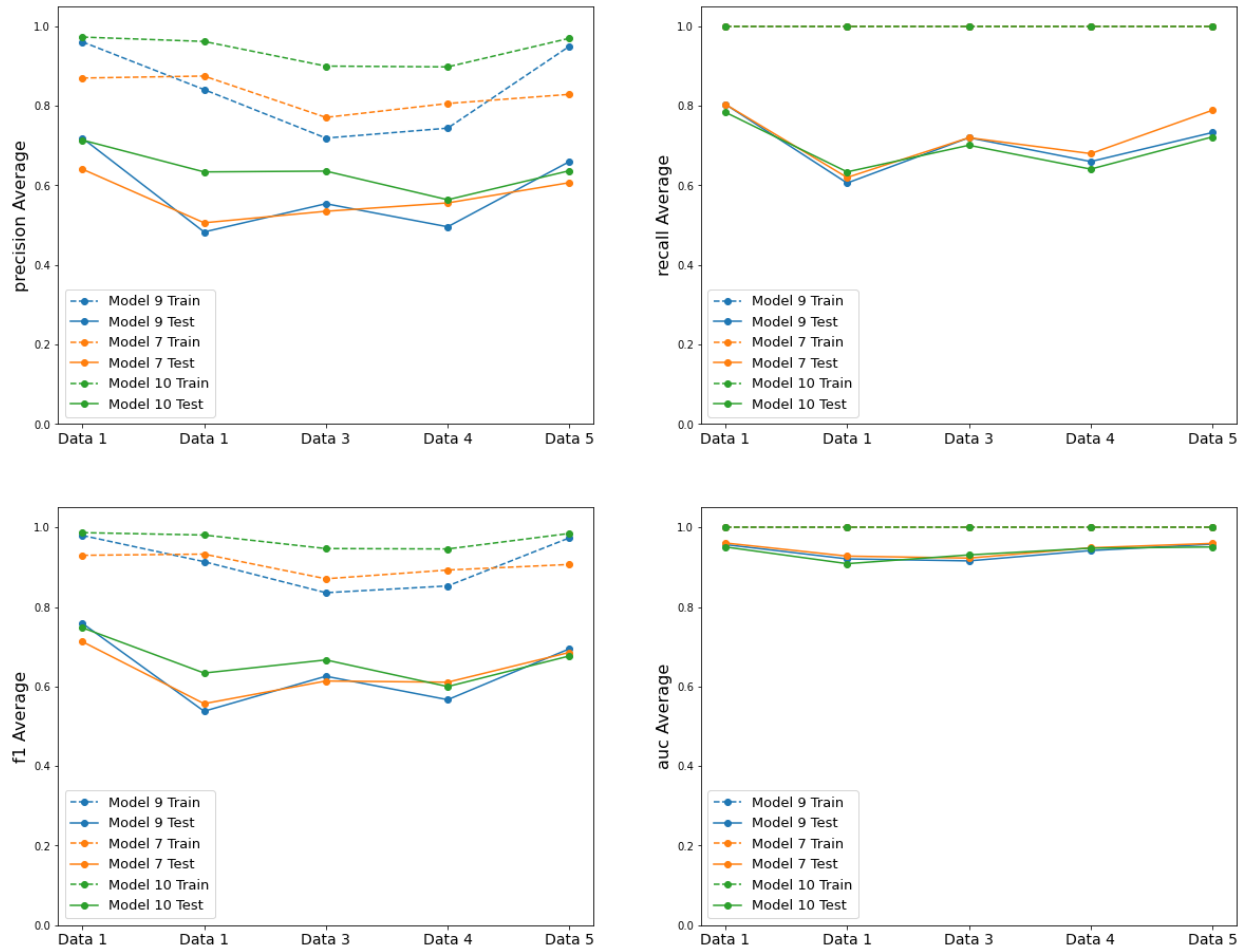 precision Average
1.0
0.8
0.6
0.4
0.2
0.0
Model 9 Train
Model 9 Test
Model 7 Train
Model 7 Test
Model 10 Train
Model 10 Test
Data 1 Data 1 Data 3 Data 4 Data 5
recall Average
1.0
0.8
0.6
0.4
0.2
0.0
Model 9 Train
Model 9 Test
Model 7 Train
Model 7 Test
Model 10 Train
Model 10 Test
Data 1 Data 1 Data 3 Data 4 Data 5
f1 Average
1.0
0.8
0.6
0.4
0.2
0.0
Model 9 Train
Model 9 Test
Model 7 Train
Model 7 Test
Model 10 Train
Model 10 Test
Data 1 Data 1 Data 3 Data 4 Data 5
auc Average
1.0
0.8
0.6
0.4
0.2
0.0
Model 9 Train
Model 9 Test
Model 7 Train
Model 7 Test
Model 10 Train
Model 10 Test
Data 1 Data 1 Data 3 Data 4 Data 5